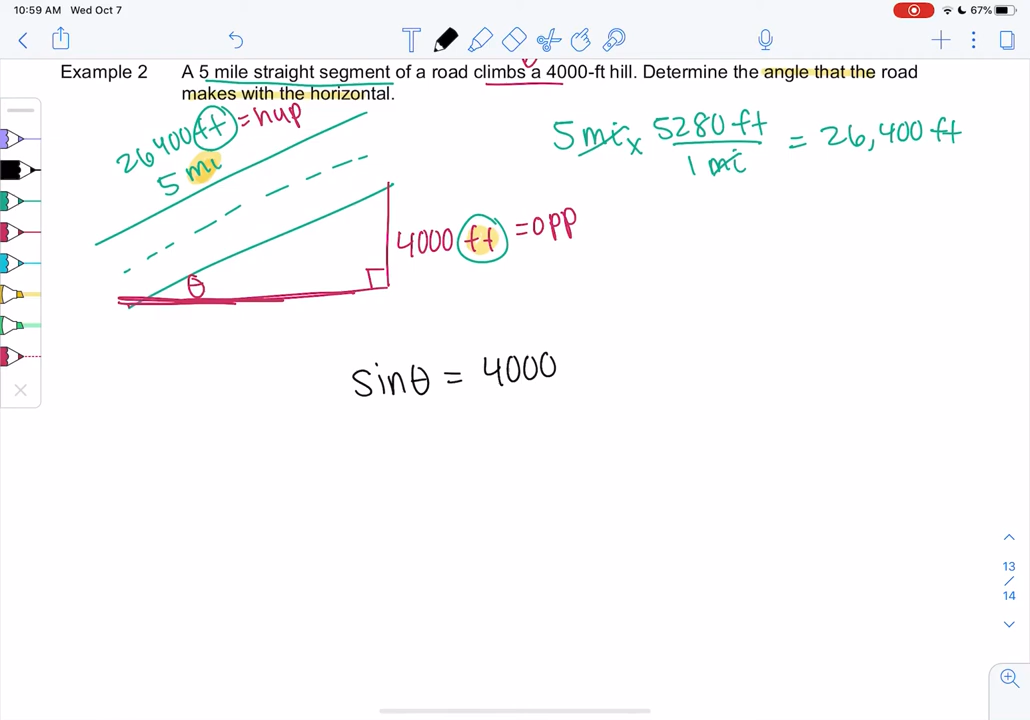 10:59 AM Wed Oct 7
67%
Example 2 A 5 mile straight segment of a road climbs a 4000-ft hill. Determine the angle that the road
makes with the horizontal.
26400 ft = hyp
5 mi
5 mi x 5280 ft / 1 mi = 26,400 ft
4000 ft = opp
θ
sinθ = 4000
13
/
14